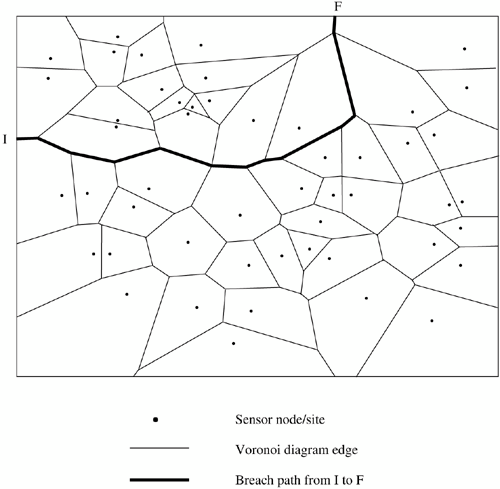 F
I
Sensor node/site
Voronoi diagram edge
Breach path from I to F